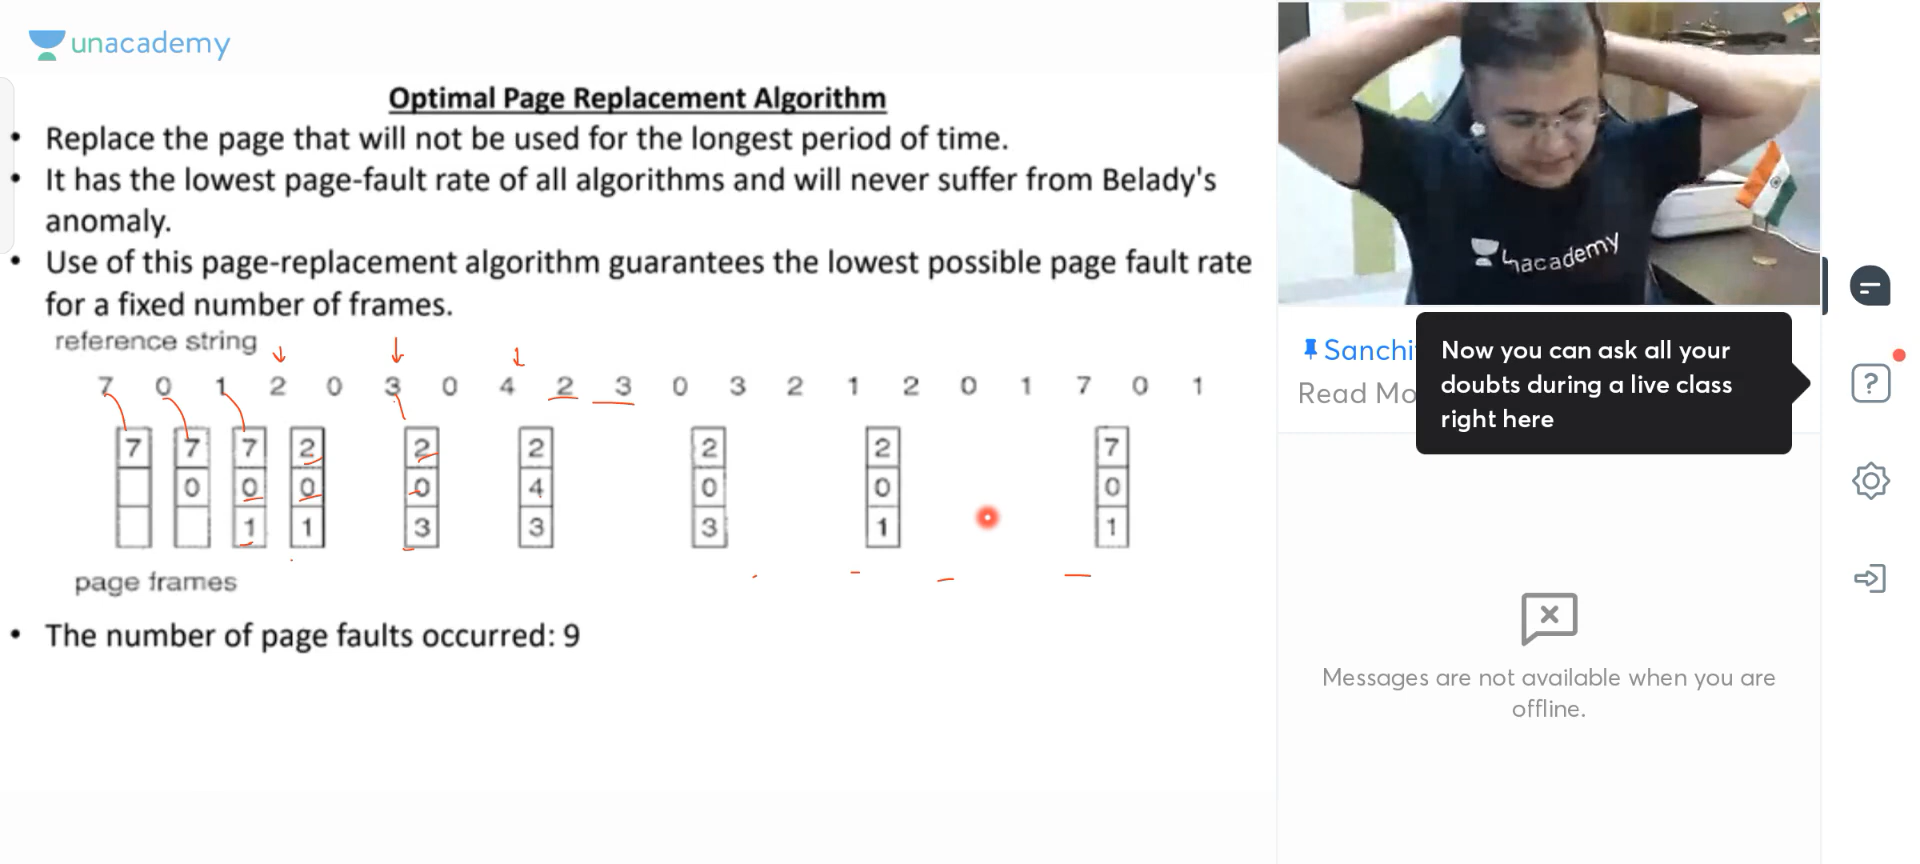 unacademy
Optimal Page Replacement Algorithm
• Replace the page that will not be used for the longest period of time.
• It has the lowest page-fault rate of all algorithms and will never suffer from Belady's
anomaly.
• Use of this page-replacement algorithm guarantees the lowest possible page fault rate
for a fixed number of frames.
reference string
7 0 1 2 0 3 0 4 2 3 0 3 2 1 2 0 1 7 0 1
7 7 7 2 2 2 2 2 7
0 0 0 0 4 0 0 0
1 1 3 3 3 1 1
page frames
• The number of page faults occurred: 9
unacademy
Sanchi
Read Mo
Now you can ask all your
doubts during a live class
right here
?
Messages are not available when you are
offline.